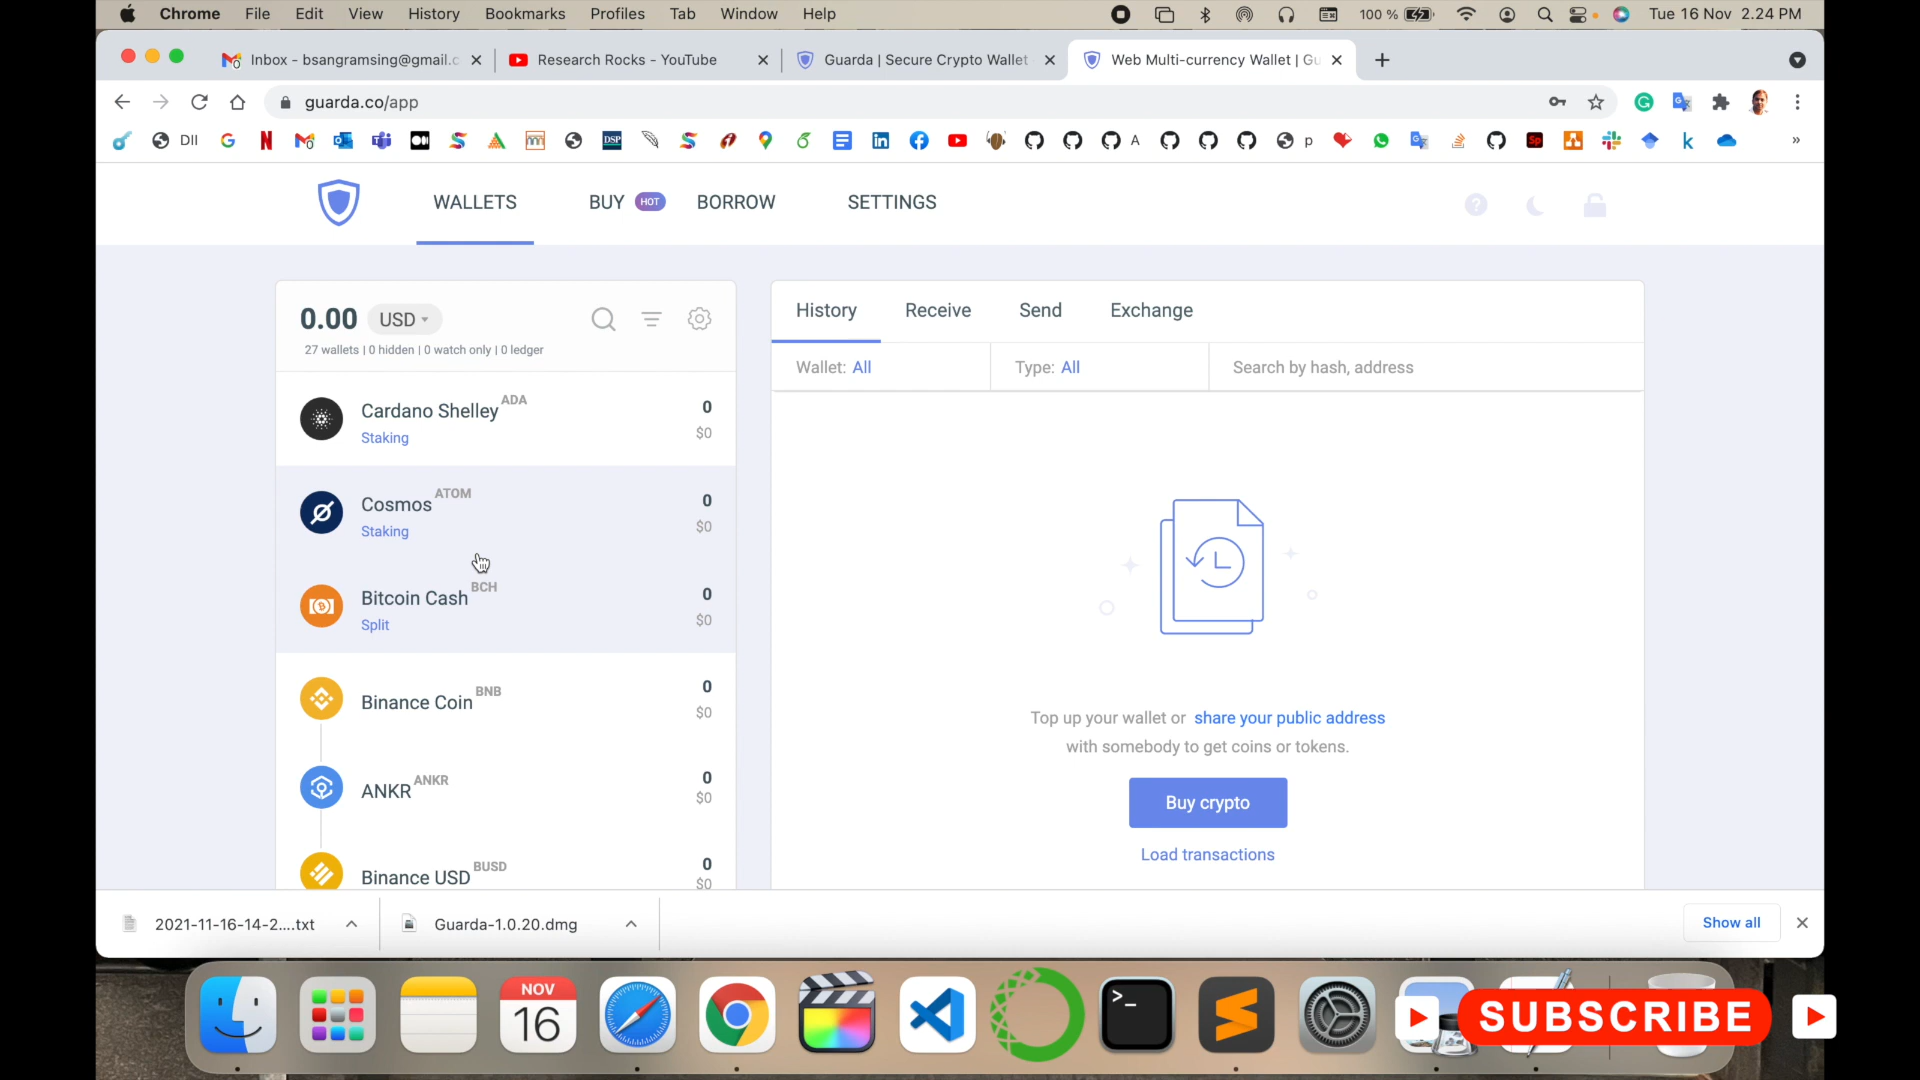 Chrome File Edit View History Bookmarks Profiles Tab Window Help 100 % Tue 16 Nov 2.24 PM
Inbox - bsangramsing@gmail.c Research Rocks - YouTube Guarda | Secure Crypto Wallet Web Multi-currency Wallet | Gu
guarda.co/app
DII DSP A p Sp k »
WALLETS BUY HOT BORROW SETTINGS
0.00 USD
27 wallets | 0 hidden | 0 watch only | 0 ledger
History Receive Send Exchange
Wallet: All Type: All Search by hash, address
Cardano Shelley ADA 0
Staking $0
Cosmos ATOM 0
Staking $0
Bitcoin Cash BCH 0
Split $0
Binance Coin BNB 0
$0
ANKR ANKR 0
$0
Binance USD BUSD 0
$0
Top up your wallet or share your public address
with somebody to get coins or tokens.
Buy crypto
Load transactions
2021-11-16-14-2....txt Guarda-1.0.20.dmg Show all
NOV
16
SUBSCRIBE